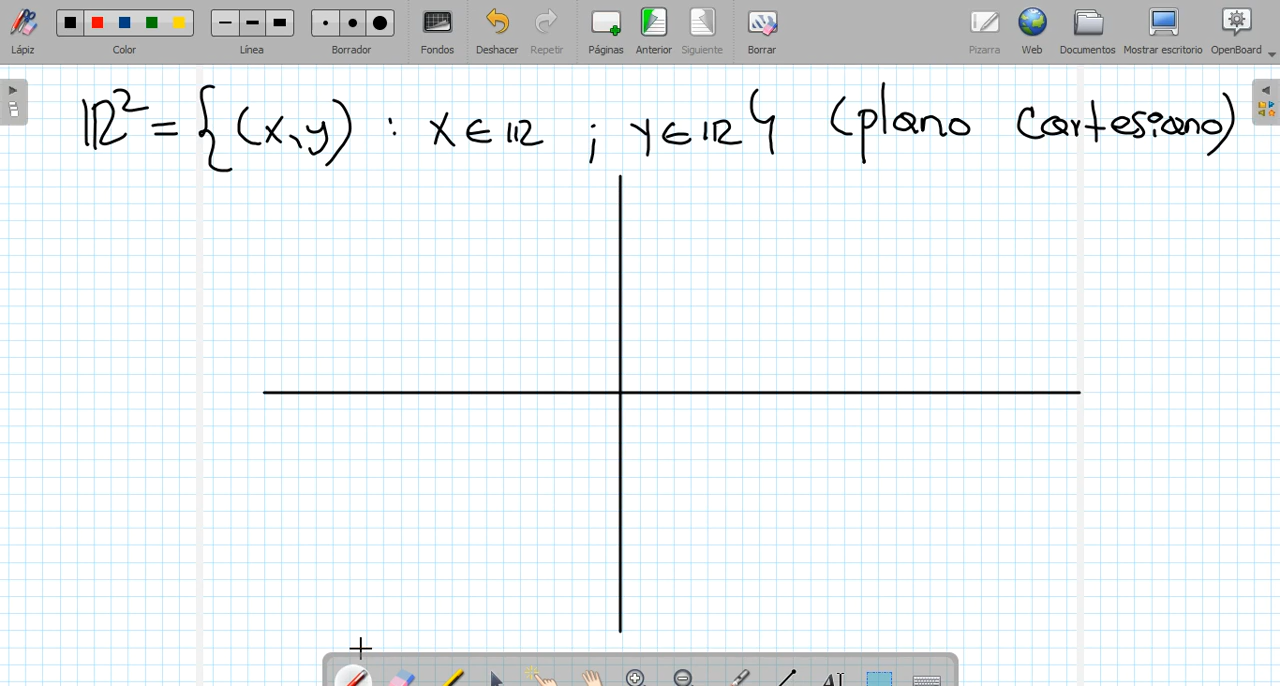 Lápiz Color Línea Borrador Fondos Deshacer Repetir Páginas Anterior Siguiente Borrar Pizarra Web Documentos Mostrar escritorio OpenBoard
ℝ² = {(x,y) : x ∈ ℝ ; y ∈ ℝ} (plano cartesiano)